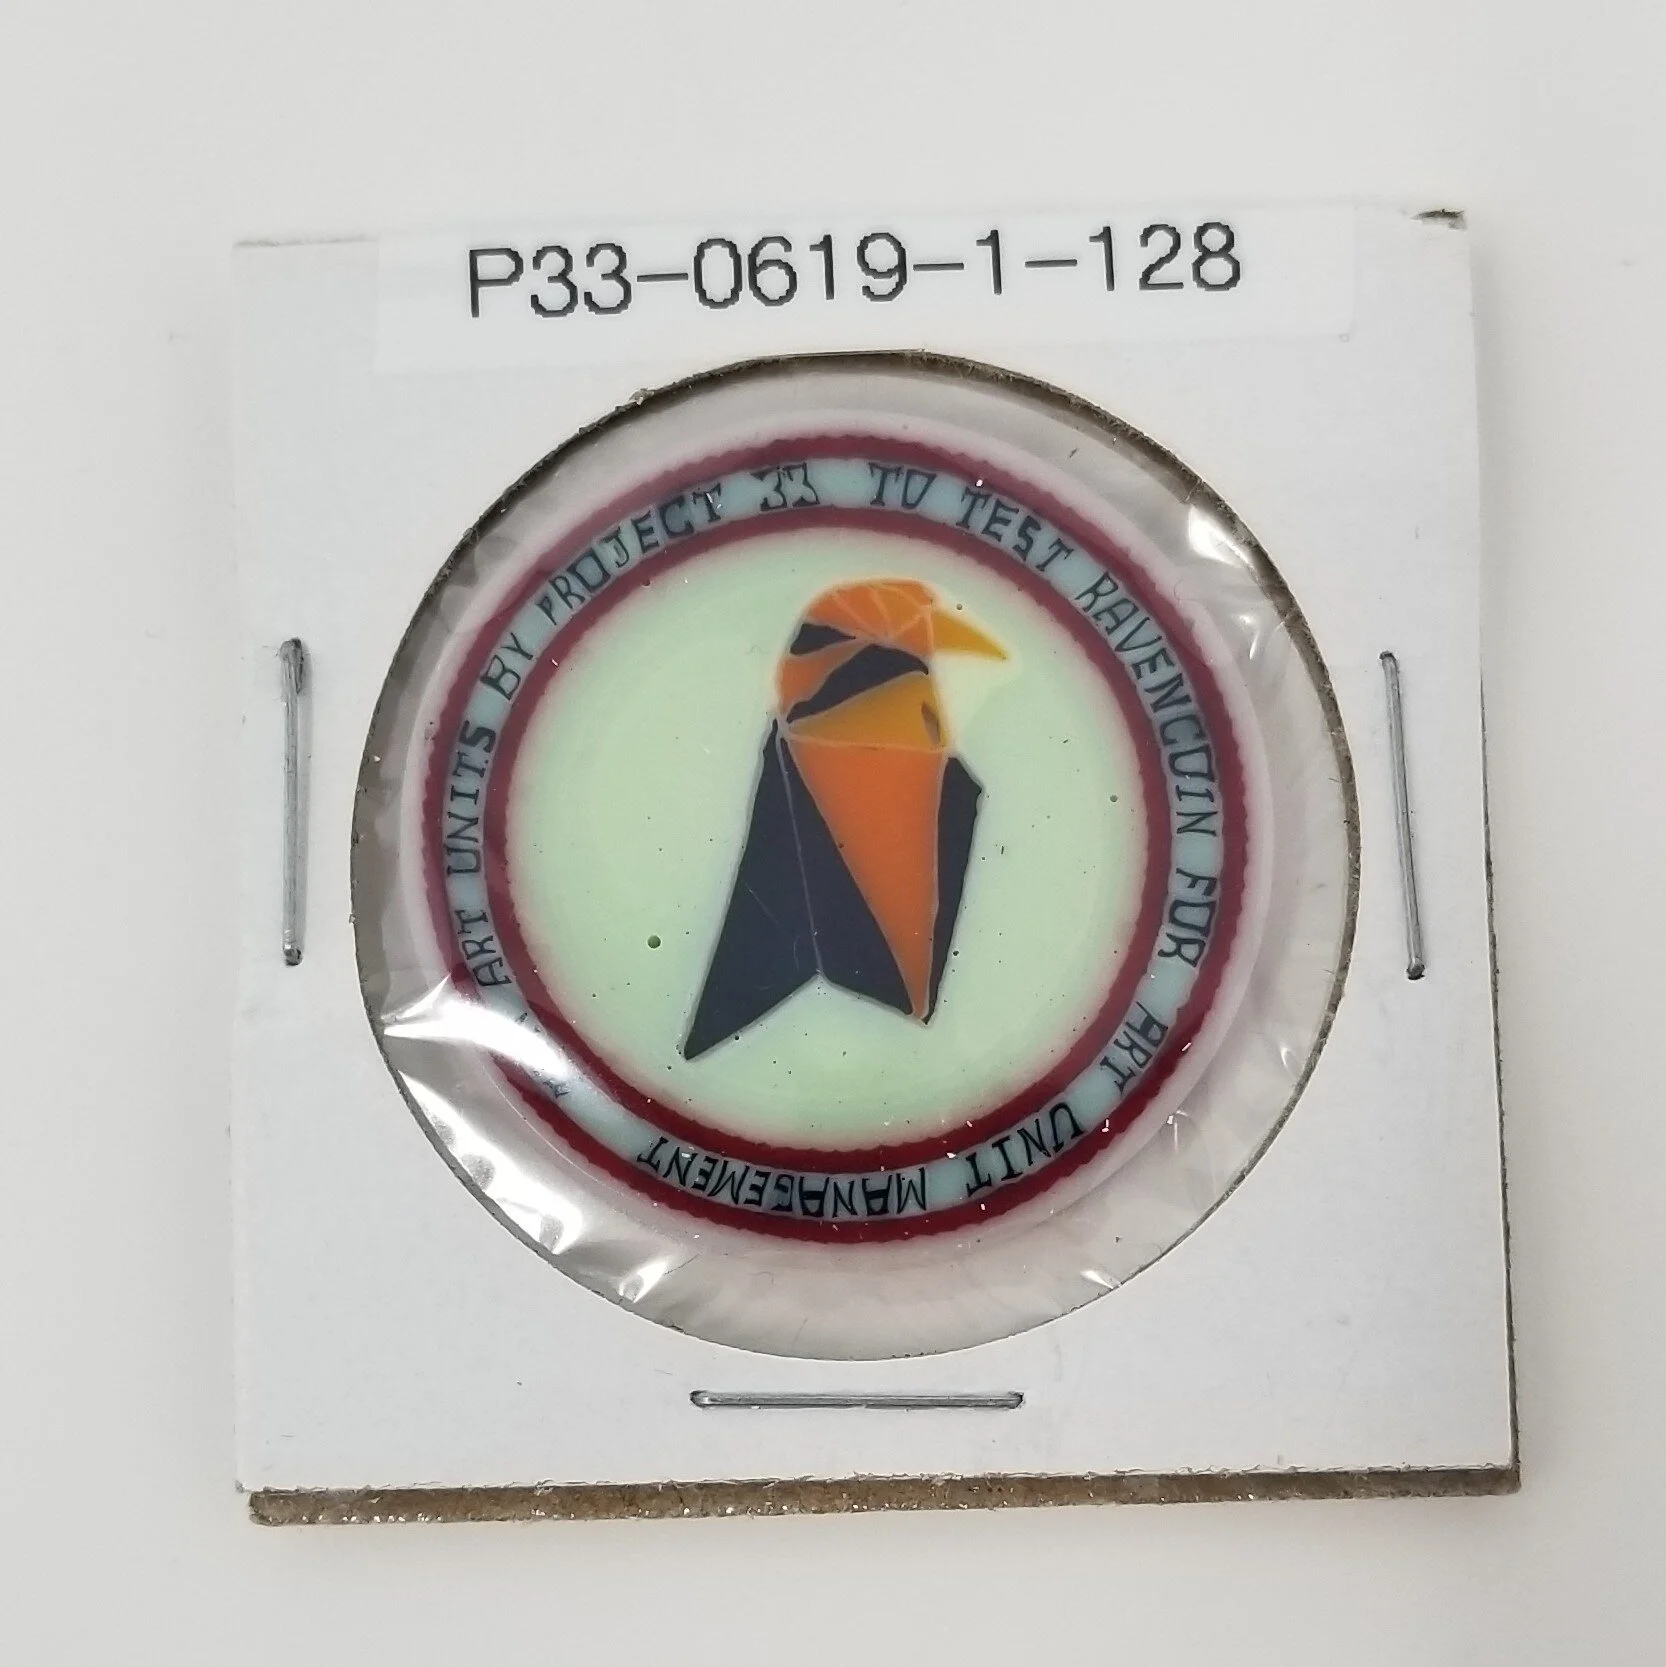 P33-0619-1-128
ART UNITS BY PROJECT 33 TO TEST RAVENCOIN FOR ART UNIT MANAGEMENT